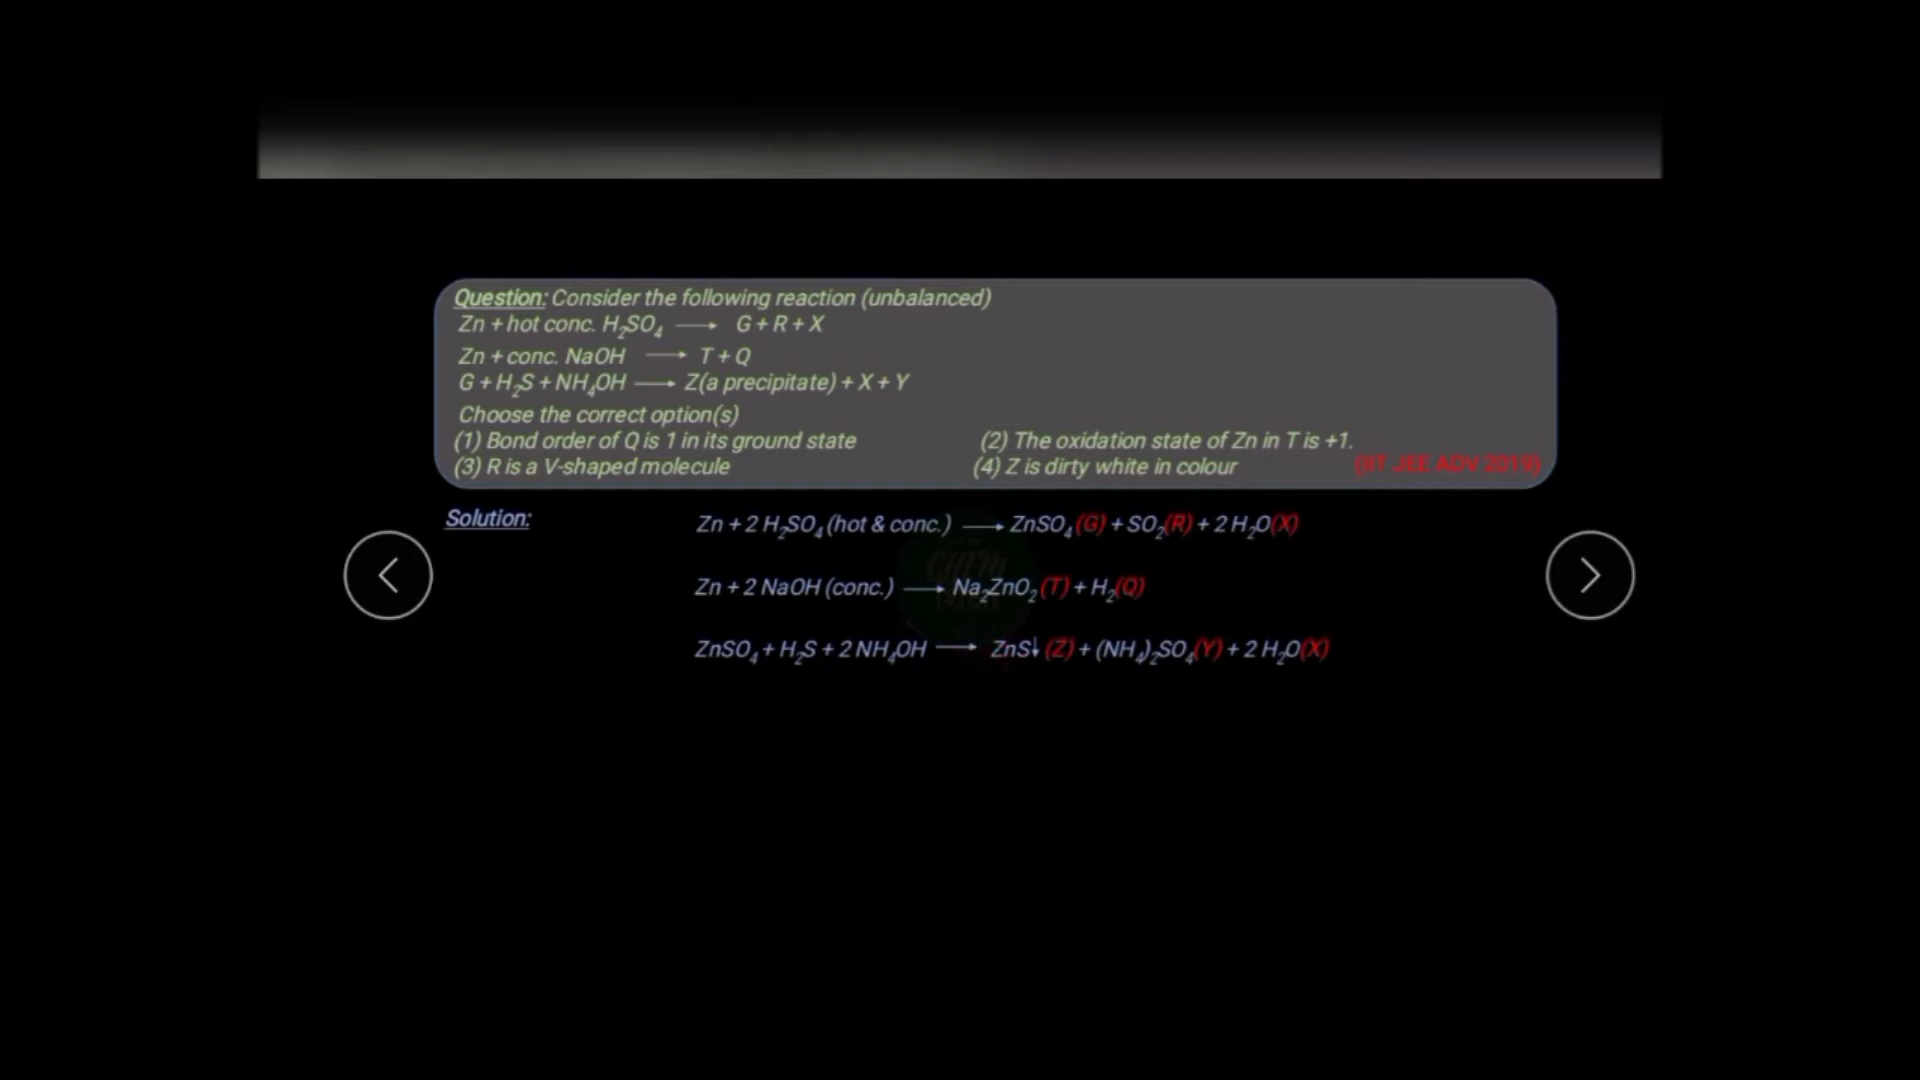 Question: Consider the following reaction (unbalanced)
Zn + hot conc. H₂SO₄ ⟶ G + R + X
Zn + conc. NaOH ⟶ T + Q
G + H₂S + NH₄OH ⟶ Z(a precipitate) + X + Y
Choose the correct option(s)
(1) Bond order of Q is 1 in its ground state (2) The oxidation state of Zn in T is +1.
(3) R is a V-shaped molecule (4) Z is dirty white in colour (IIT JEE ADV 2019)
Solution: Zn + 2 H₂SO₄ (hot & conc.) ⟶ ZnSO₄ (G) + SO₂(R) + 2 H₂O(X)
Zn + 2 NaOH (conc.) ⟶ Na₂ZnO₂ (T) + H₂(Q)
ZnSO₄ + H₂S + 2 NH₄OH ⟶ ZnS↓ (Z) + (NH₄)₂SO₄(Y) + 2 H₂O(X)